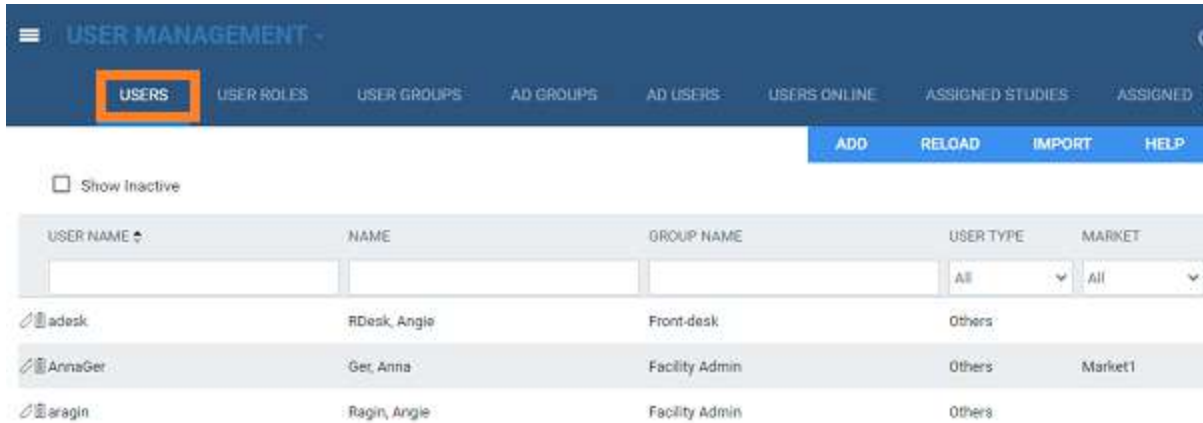 USER MANAGEMENT
USERS USER ROLES USER GROUPS AD GROUPS AD USERS USERS ONLINE ASSIGNED STUDIES ASSIGNED
ADD RELOAD IMPORT HELP
Show Inactive
USER NAME NAME GROUP NAME USER TYPE MARKET
All All
adesk RDesk, Angie Front-desk Others
AnnaGer Ger, Anna Facility Admin Others Market1
aragin Ragin, Angie Facility Admin Others